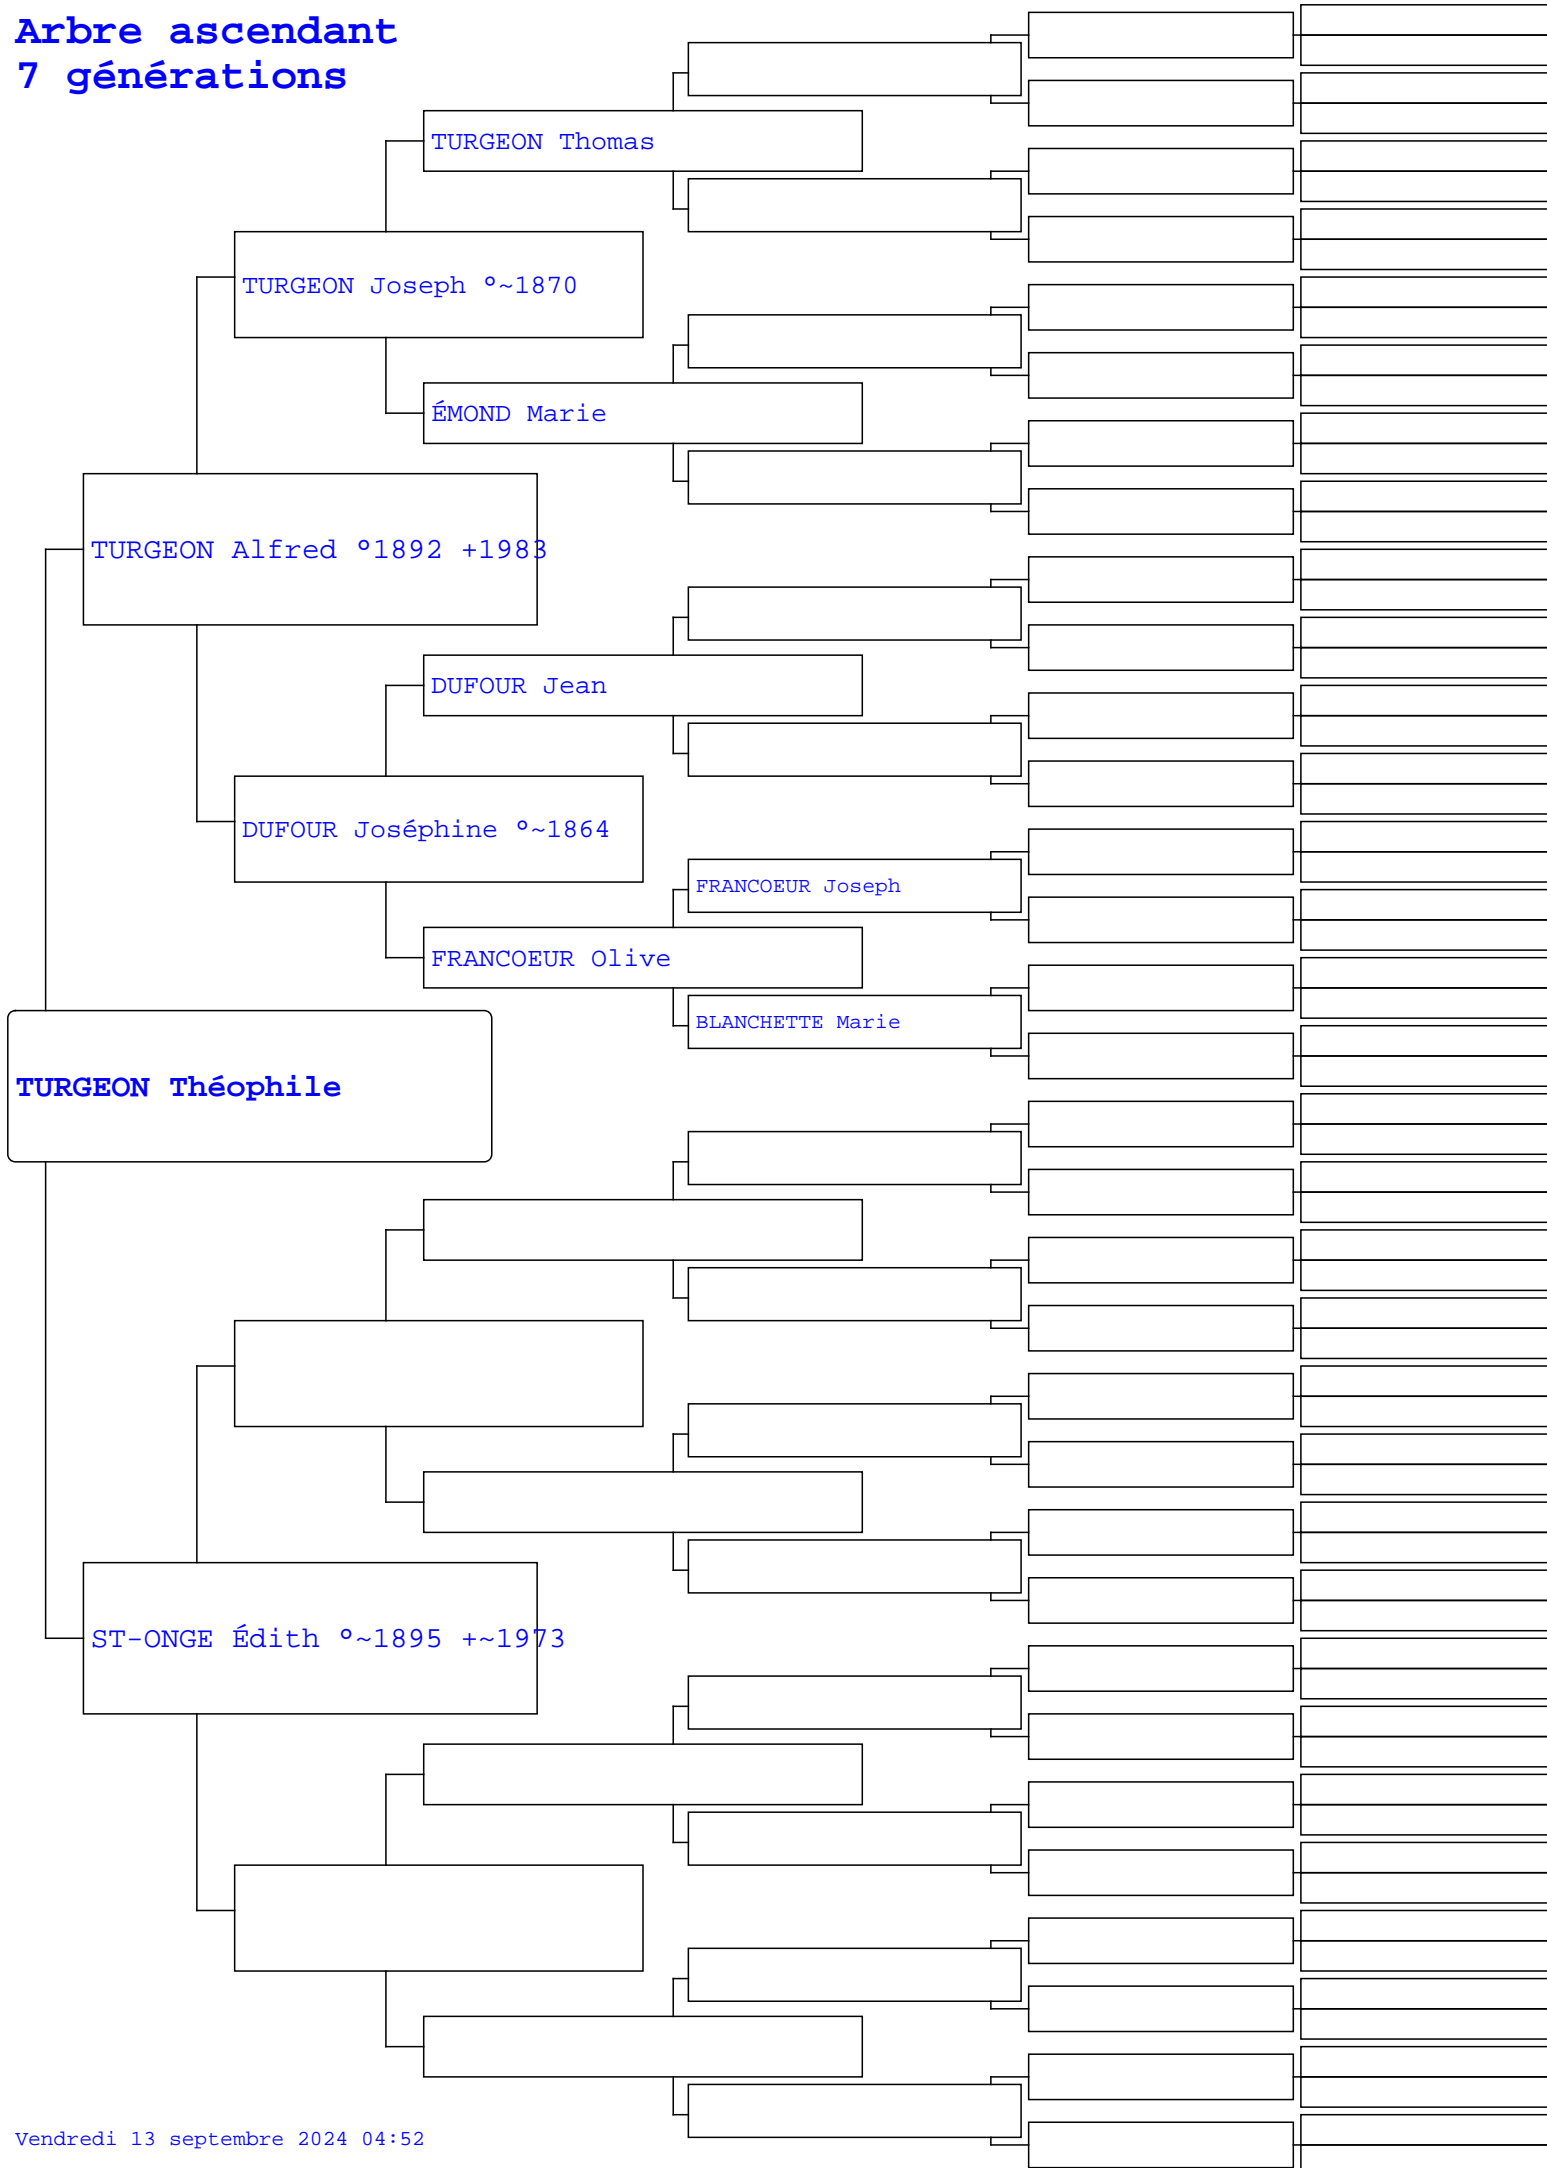 Arbre ascendant
7 générations
TURGEON Thomas
TURGEON Joseph °~1870
ÉMOND Marie
TURGEON Alfred °1892 +1983
DUFOUR Jean
DUFOUR Joséphine °~1864
FRANCOEUR Joseph
FRANCOEUR Olive
BLANCHETTE Marie
TURGEON Théophile
ST-ONGE Édith °~1895 +~1973
Vendredi 13 septembre 2024 04:52